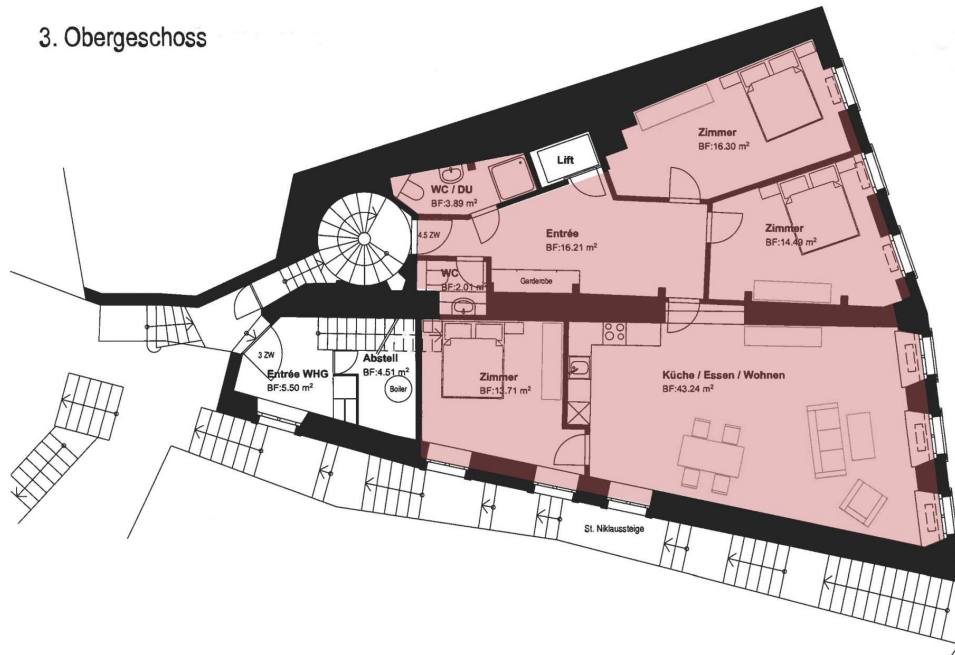 3. Obergeschoss
Zimmer
BF:16.30 m²
Lift
WC / DU
BF:3.89 m²
4.5 ZW
Entrée
BF:16.21 m²
Zimmer
BF:14.49 m²
WC
BF:2.01 m²
Garderobe
3 ZW
Entrée WHG
BF:5.50 m²
Abstell
BF:4.51 m²
Boiler
Zimmer
BF:13.71 m²
Küche / Essen / Wohnen
BF:43.24 m²
St. Niklaussteige